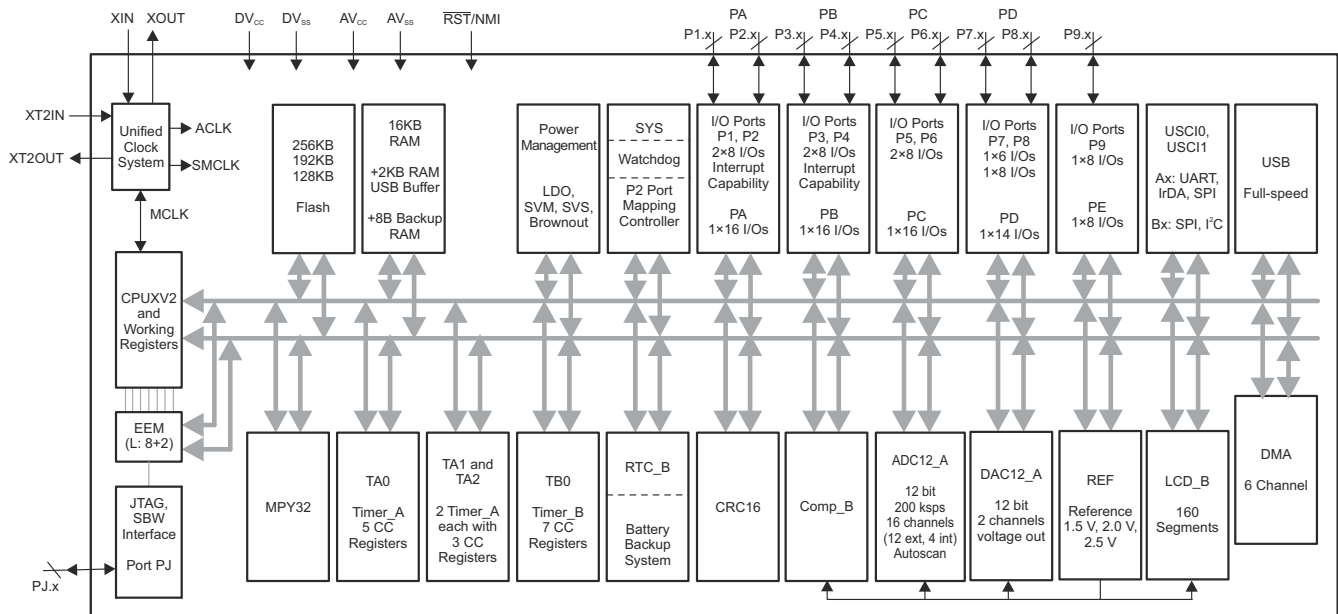 XIN XOUT DVCC DVSS AVCC AVSS RST/NMI
PA PB PC PD
P1.x P2.x P3.x P4.x P5.x P6.x P7.x P8.x P9.x
XT2IN
XT2OUT
Unified
Clock
System
ACLK
SMCLK
MCLK
256KB
192KB
128KB
Flash
16KB
RAM
+2KB RAM
USB Buffer
+8B Backup
RAM
Power
Management
LDO,
SVM, SVS,
Brownout
SYS
Watchdog
P2 Port
Mapping
Controller
I/O Ports
P1, P2
2×8 I/Os
Interrupt
Capability
PA
1×16 I/Os
I/O Ports
P3, P4
2×8 I/Os
Interrupt
Capability
PB
1×16 I/Os
I/O Ports
P5, P6
2×8 I/Os
PC
1×16 I/Os
I/O Ports
P7, P8
1×6 I/Os
1×8 I/Os
PD
1×14 I/Os
I/O Ports
P9
1×8 I/Os
PE
1×8 I/Os
USCI0,
USCI1
Ax: UART,
IrDA, SPI
Bx: SPI, I²C
USB
Full-speed
CPUXV2
and
Working
Registers
EEM
(L: 8+2)
JTAG,
SBW
Interface
Port PJ
PJ.x
MPY32
TA0
Timer_A
5 CC
Registers
TA1 and
TA2
2 Timer_A
each with
3 CC
Registers
TB0
Timer_B
7 CC
Registers
RTC_B
Battery
Backup
System
CRC16
Comp_B
ADC12_A
12 bit
200 ksps
16 channels
(12 ext, 4 int)
Autoscan
DAC12_A
12 bit
2 channels
voltage out
REF
Reference
1.5 V, 2.0 V,
2.5 V
LCD_B
160
Segments
DMA
6 Channel